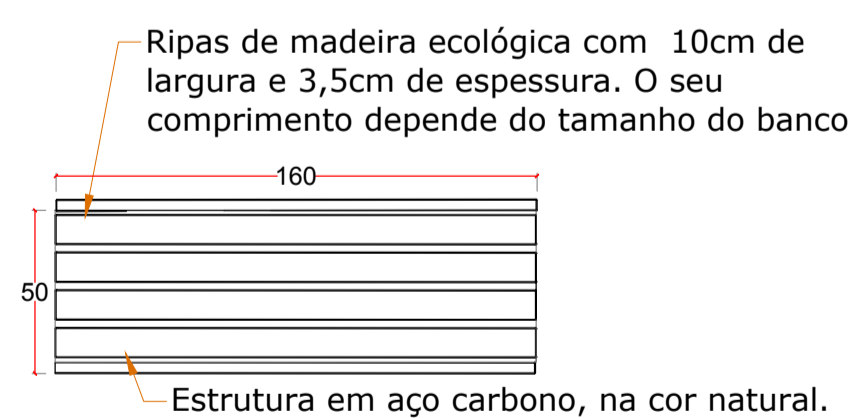 Ripas de madeira ecológica com  10cm de
largura e 3,5cm de espessura. O seu
comprimento depende do tamanho do banco
160
50
Estrutura em aço carbono, na cor natural.